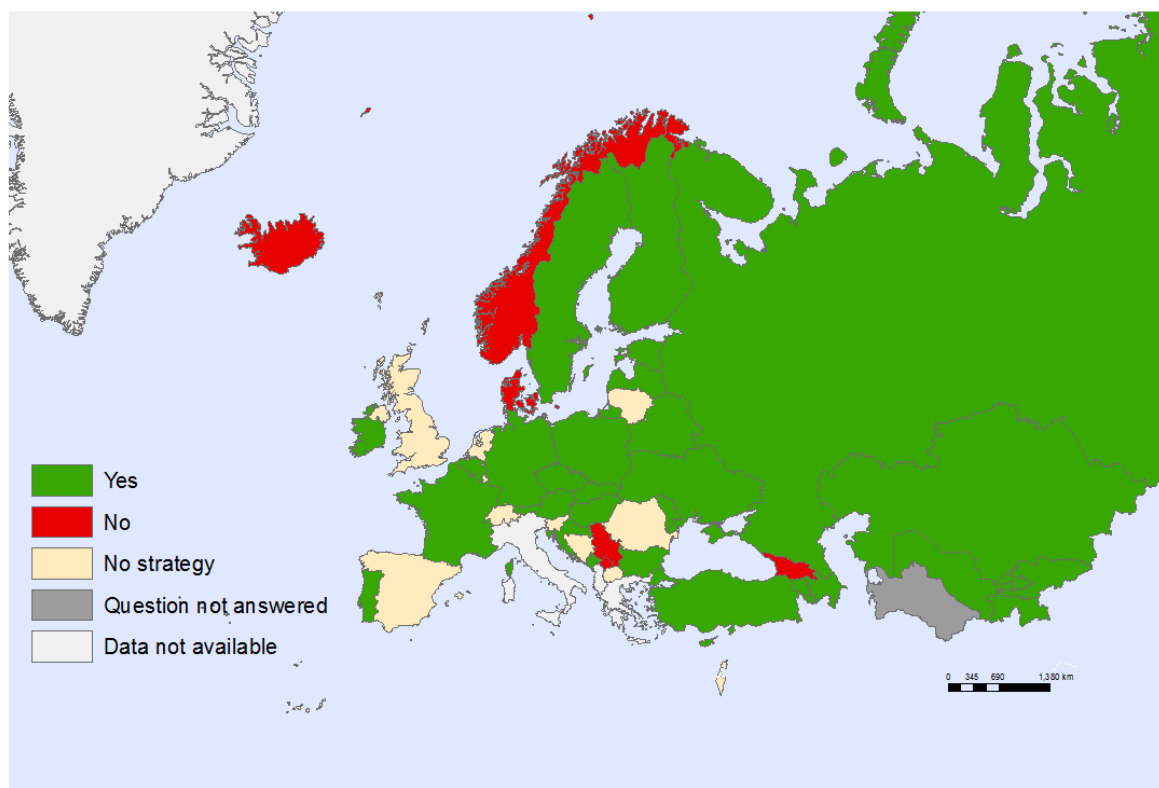 Yes
No
No strategy
Question not answered
Data not available
0 345 690 1,380 km